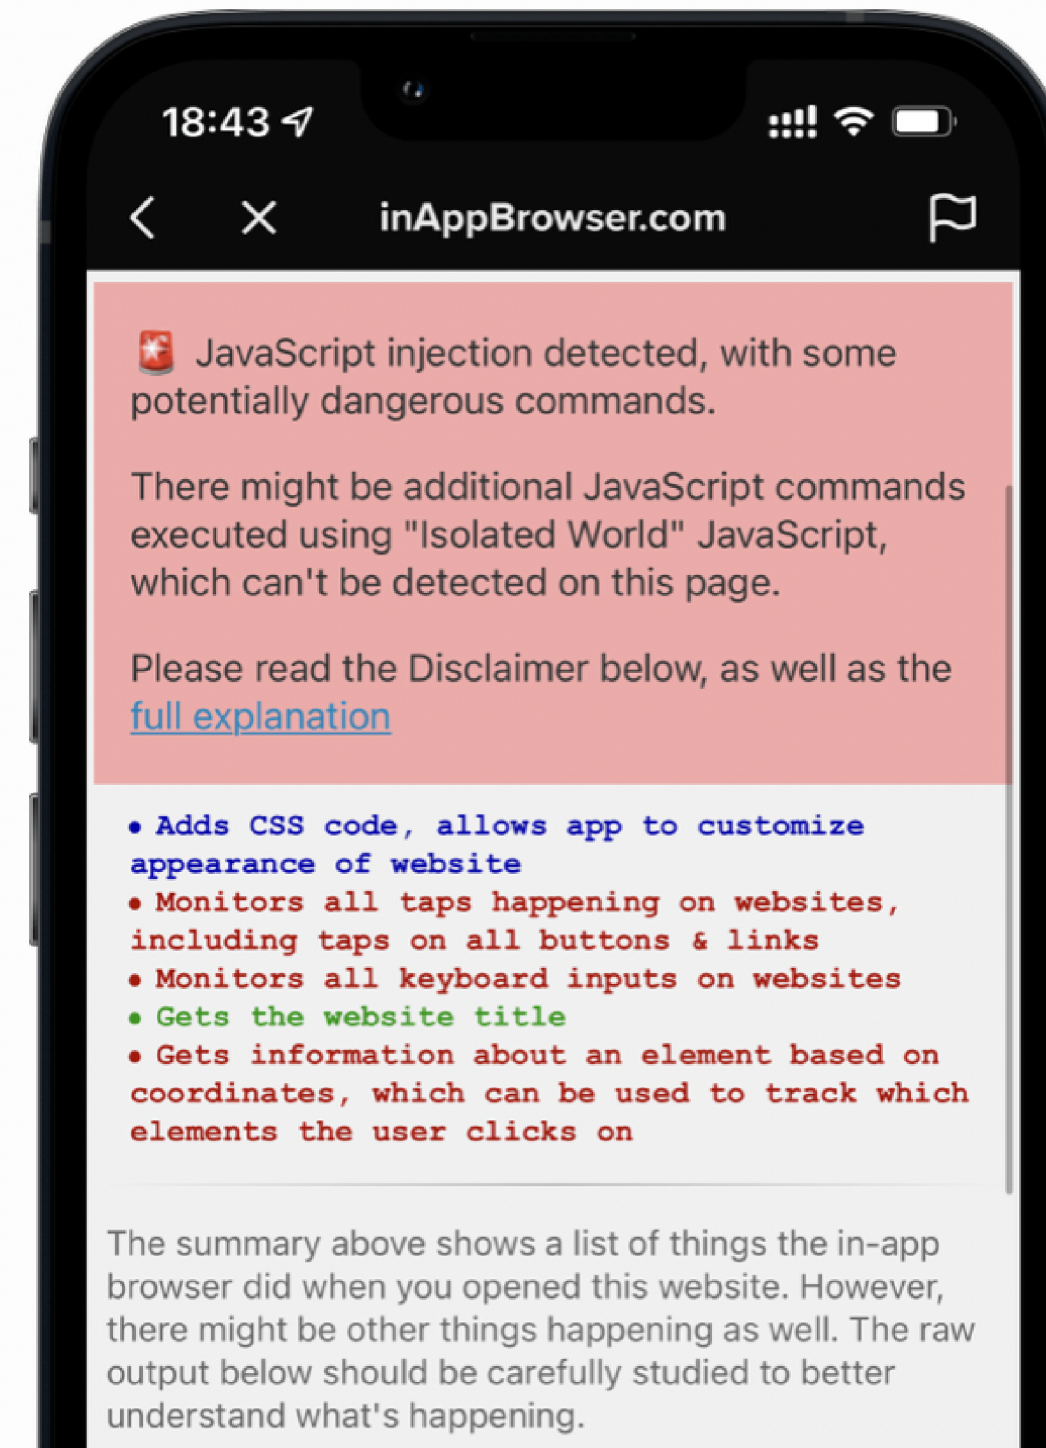 18:43
inAppBrowser.com
🚨 JavaScript injection detected, with some
potentially dangerous commands.
There might be additional JavaScript commands
executed using "Isolated World" JavaScript,
which can't be detected on this page.
Please read the Disclaimer below, as well as the
full explanation
• Adds CSS code, allows app to customize
appearance of website
• Monitors all taps happening on websites,
including taps on all buttons & links
• Monitors all keyboard inputs on websites
• Gets the website title
• Gets information about an element based on
coordinates, which can be used to track which
elements the user clicks on
The summary above shows a list of things the in-app
browser did when you opened this website. However,
there might be other things happening as well. The raw
output below should be carefully studied to better
understand what's happening.